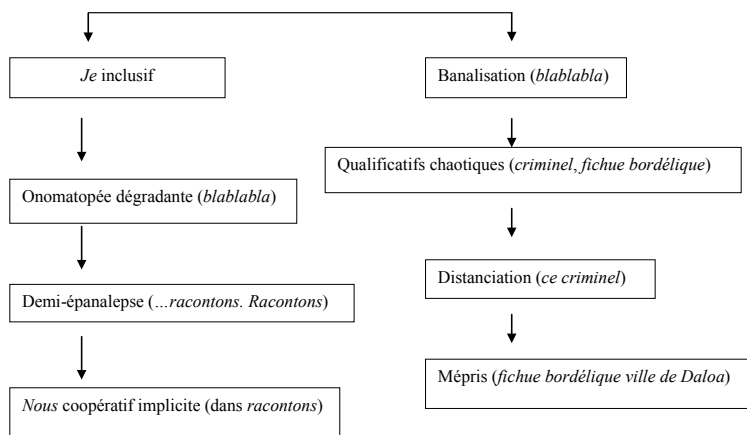 Je inclusif
Banalisation (blablabla)
Qualificatifs chaotiques (criminel, fichue bordélique)
Onomatopée dégradante (blablabla)
Distanciation (ce criminel)
Demi-épanalepse (…racontons. Racontons)
Mépris (fichue bordélique ville de Daloa)
Nous coopératif implicite (dans racontons)